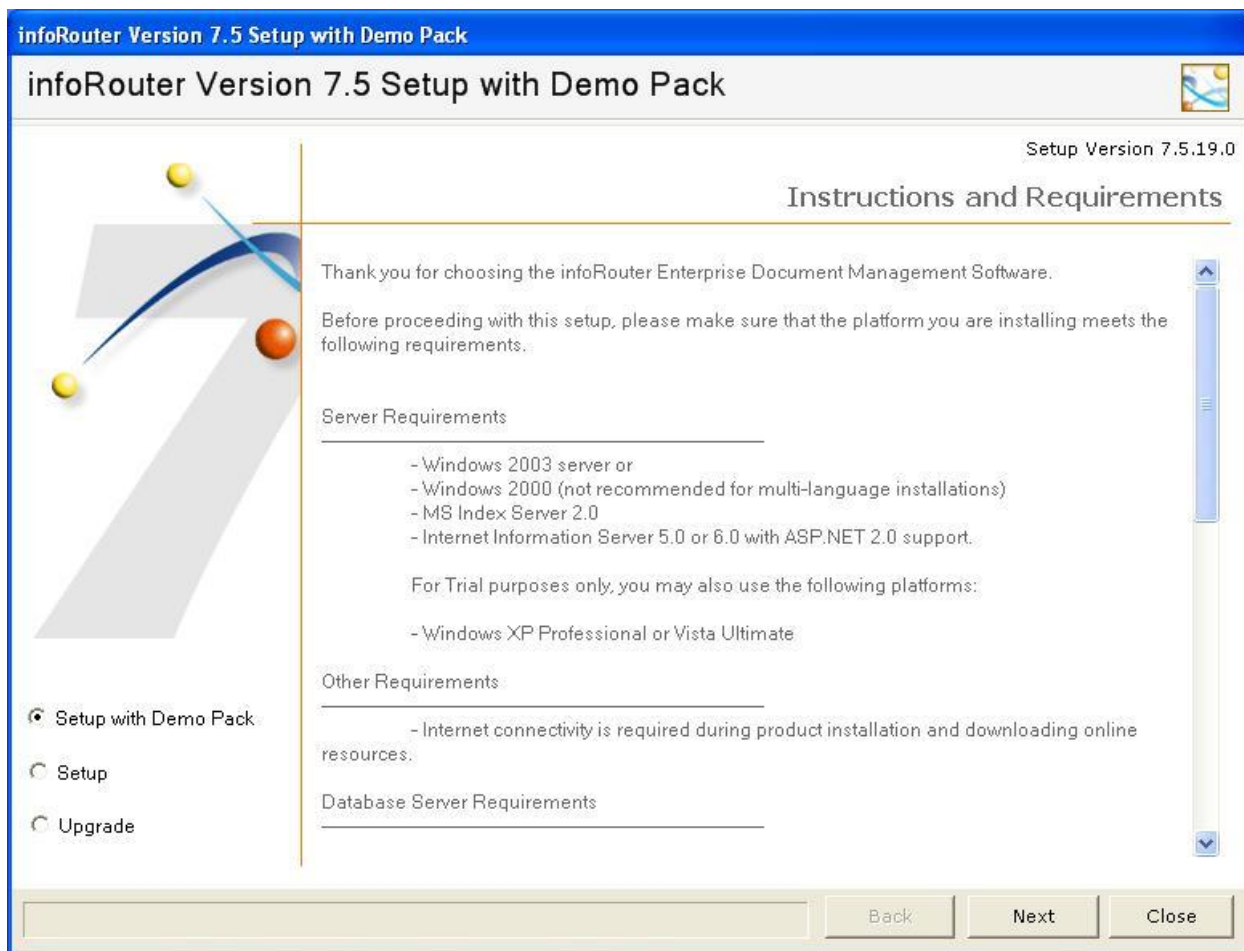 infoRouter Version 7.5 Setup with Demo Pack
infoRouter Version 7.5 Setup with Demo Pack
Setup Version 7.5.19.0
Instructions and Requirements
Thank you for choosing the infoRouter Enterprise Document Management Software.
Before proceeding with this setup, please make sure that the platform you are installing meets the
following requirements.
Server Requirements
- Windows 2003 server or
- Windows 2000 (not recommended for multi-language installations)
- MS Index Server 2.0
- Internet Information Server 5.0 or 6.0 with ASP.NET 2.0 support.
For Trial purposes only, you may also use the following platforms:
- Windows XP Professional or Vista Ultimate
Other Requirements
- Internet connectivity is required during product installation and downloading online
resources.
Database Server Requirements
Setup with Demo Pack
Setup
Upgrade
Back
Next
Close